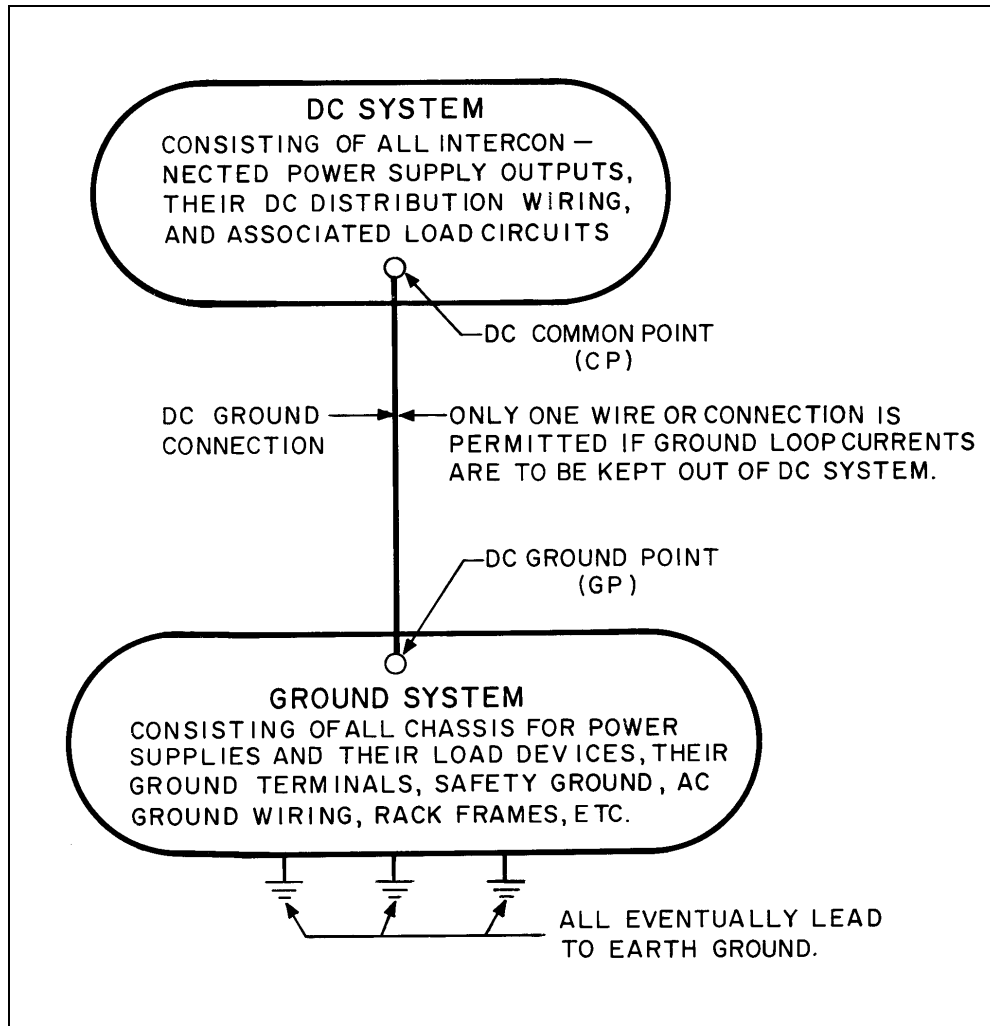 DC SYSTEM
CONSISTING OF ALL INTERCON –
NECTED POWER SUPPLY OUTPUTS,
THEIR DC DISTRIBUTION WIRING,
AND ASSOCIATED LOAD CIRCUITS
DC COMMON POINT
(CP)
DC GROUND
CONNECTION
ONLY ONE WIRE OR CONNECTION IS
PERMITTED IF GROUND LOOP CURRENTS
ARE TO BE KEPT OUT OF DC SYSTEM.
DC GROUND POINT
(GP)
GROUND SYSTEM
CONSISTING OF ALL CHASSIS FOR POWER
SUPPLIES AND THEIR LOAD DEVICES, THEIR
GROUND TERMINALS, SAFETY GROUND, AC
GROUND WIRING, RACK FRAMES, ETC.
ALL EVENTUALLY LEAD
TO EARTH GROUND.